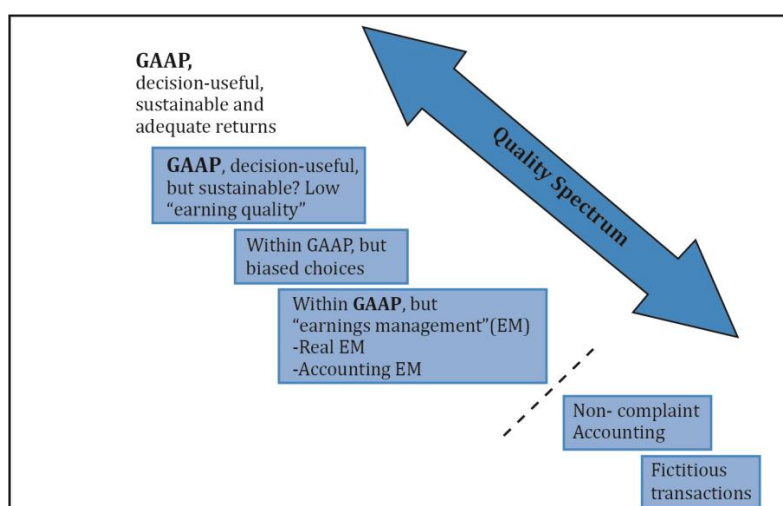 GAAP,
decision-useful,
sustainable and
adequate returns
GAAP, decision-useful,
but sustainable? Low
“earning quality”
Within GAAP, but
biased choices
Within GAAP, but
“earnings management”(EM)
-Real EM
-Accounting EM
Quality Spectrum
Non- complaint
Accounting
Fictitious
transactions